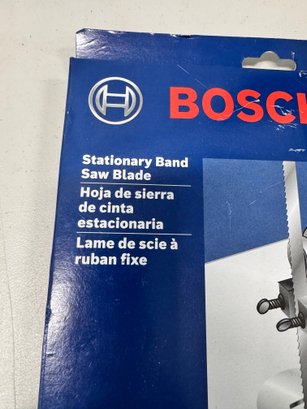 BOSCH
Stationary Band
Saw Blade
Hoja de sierra
de cinta
estacionaria
Lame de scie à
ruban fixe